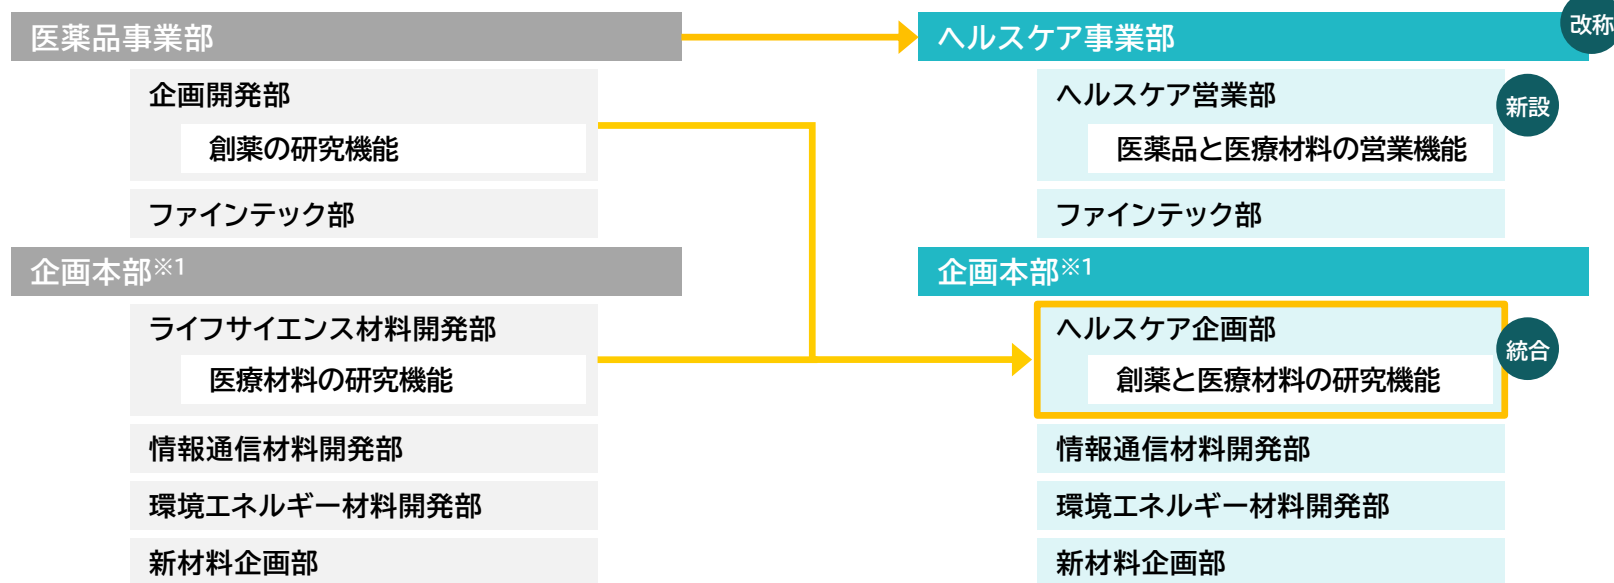 医薬品事業部
企画開発部
創薬の研究機能
ファインテック部
企画本部※1
ライフサイエンス材料開発部
医療材料の研究機能
情報通信材料開発部
環境エネルギー材料開発部
新材料企画部
ヘルスケア事業部
改称
ヘルスケア営業部
新設
医薬品と医療材料の営業機能
ファインテック部
企画本部※1
ヘルスケア企画部
統合
創薬と医療材料の研究機能
情報通信材料開発部
環境エネルギー材料開発部
新材料企画部